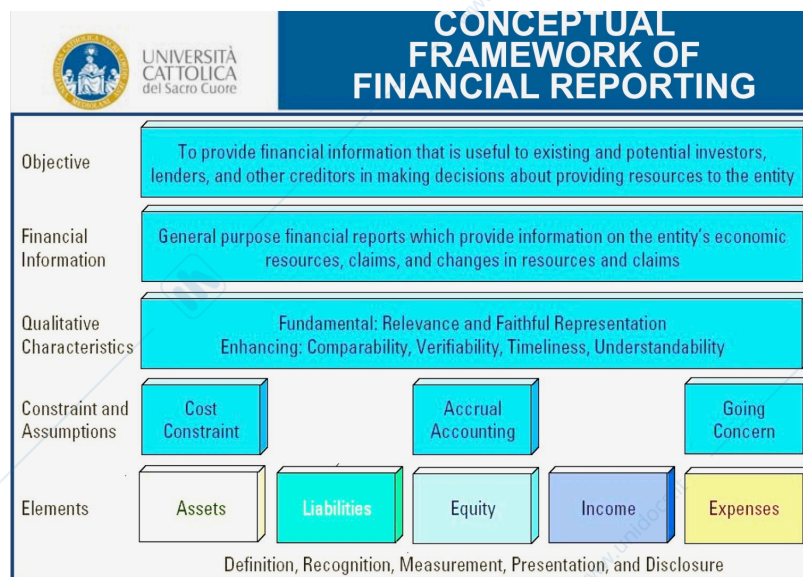 UNIVERSITÀ
CATTOLICA
del Sacro Cuore
CONCEPTUAL
FRAMEWORK OF
FINANCIAL REPORTING
Objective
To provide financial information that is useful to existing and potential investors,
lenders, and other creditors in making decisions about providing resources to the entity
Financial
Information
General purpose financial reports which provide information on the entity's economic
resources, claims, and changes in resources and claims
Qualitative
Characteristics
Fundamental: Relevance and Faithful Representation
Enhancing: Comparability, Verifiability, Timeliness, Understandability
Constraint and
Assumptions
Cost
Constraint
Accrual
Accounting
Going
Concern
Elements
Assets
Liabilities
Equity
Income
Expenses
Definition, Recognition, Measurement, Presentation, and Disclosure